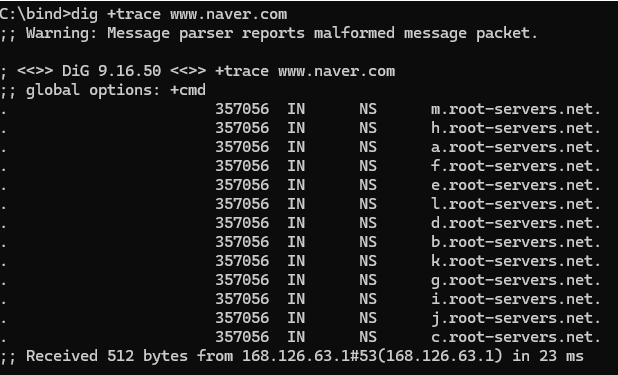 C:\bind>dig +trace www.naver.com
;; Warning: Message parser reports malformed message packet.
; <<>> DiG 9.16.50 <<>> +trace www.naver.com
;; global options: +cmd
. 357056 IN NS m.root-servers.net.
. 357056 IN NS h.root-servers.net.
. 357056 IN NS a.root-servers.net.
. 357056 IN NS f.root-servers.net.
. 357056 IN NS e.root-servers.net.
. 357056 IN NS l.root-servers.net.
. 357056 IN NS d.root-servers.net.
. 357056 IN NS b.root-servers.net.
. 357056 IN NS k.root-servers.net.
. 357056 IN NS g.root-servers.net.
. 357056 IN NS i.root-servers.net.
. 357056 IN NS j.root-servers.net.
. 357056 IN NS c.root-servers.net.
;; Received 512 bytes from 168.126.63.1#53(168.126.63.1) in 23 ms